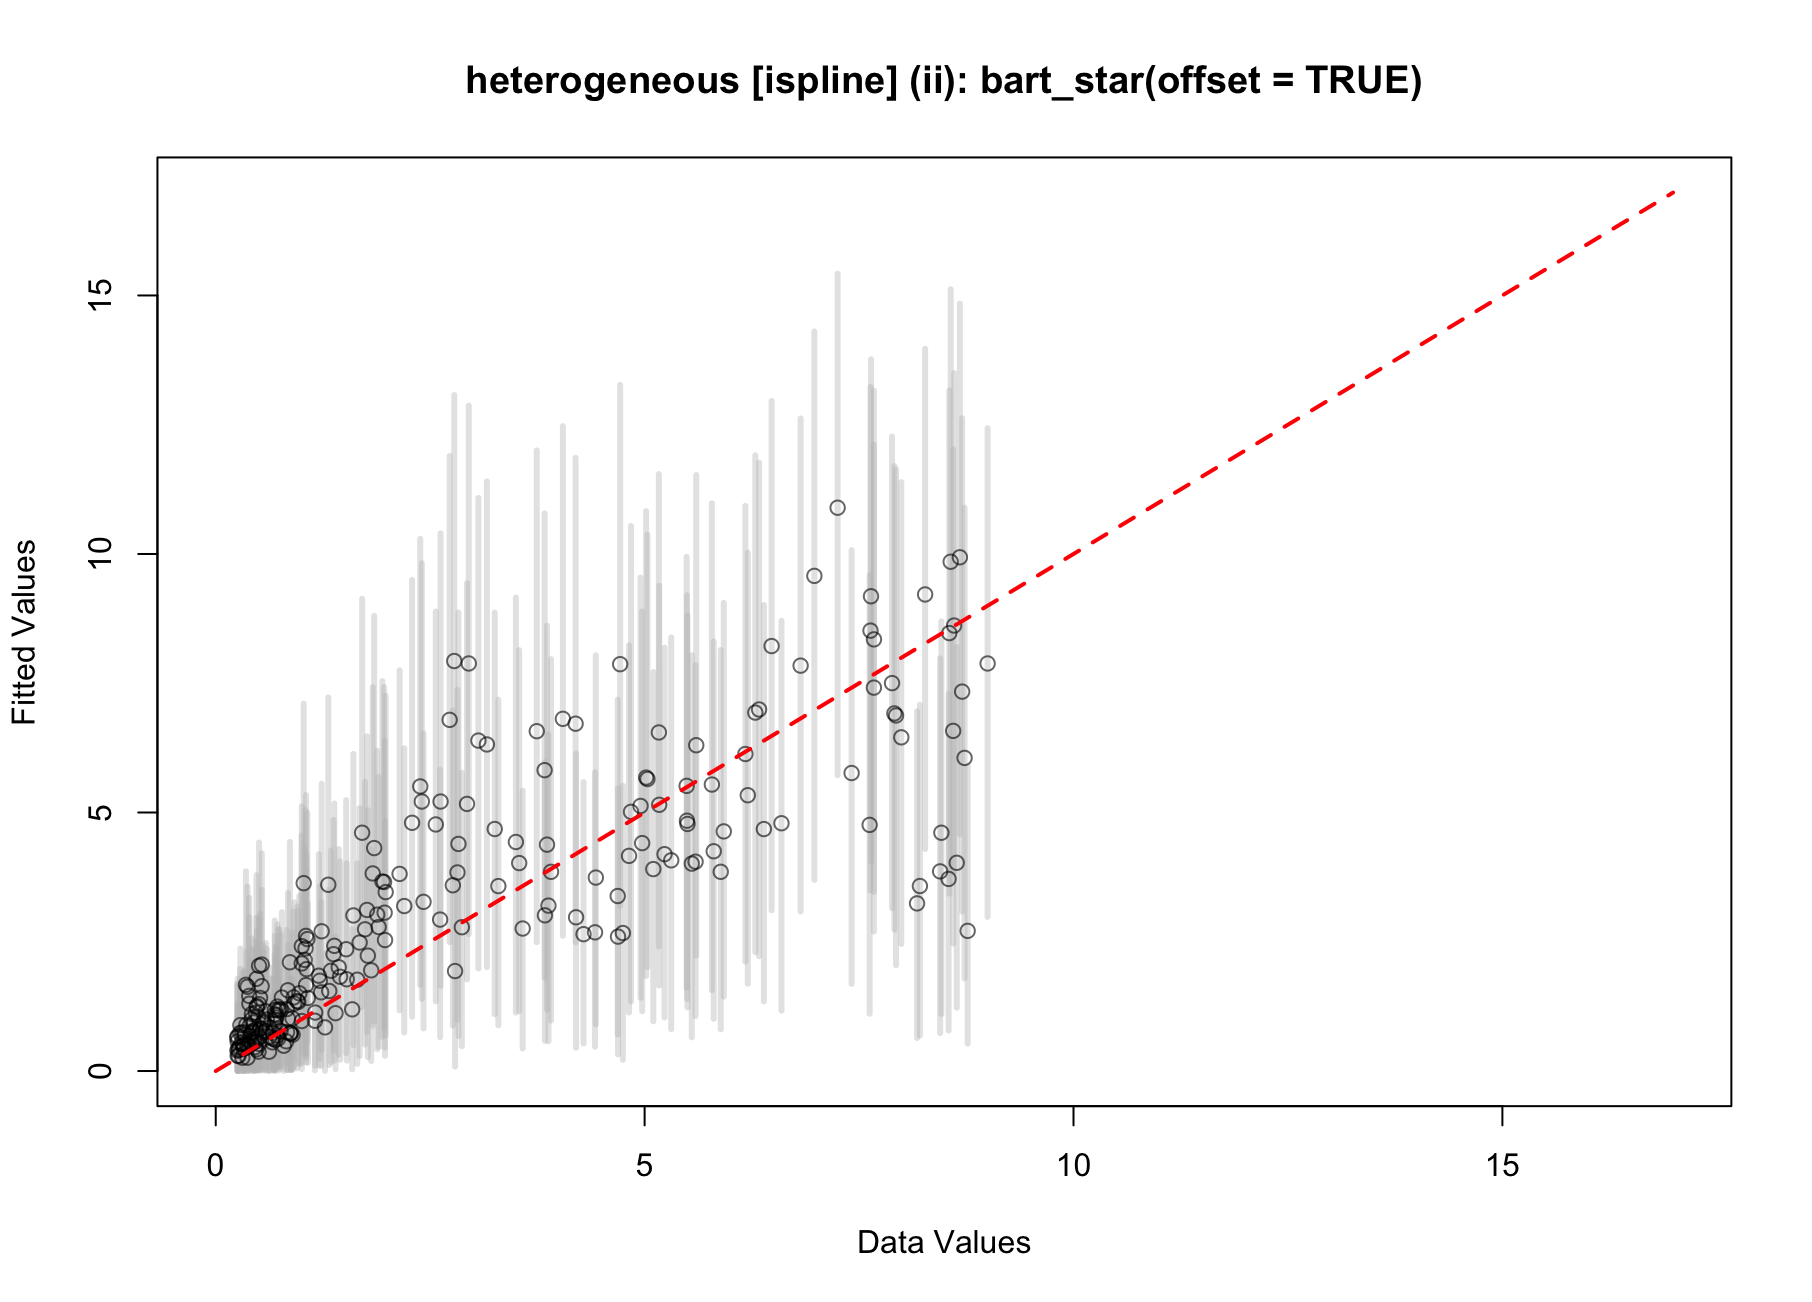 heterogeneous [ispline] (ii): bart_star(offset = TRUE)
Fitted Values
15
10
5
0
0 5 10 15
Data Values